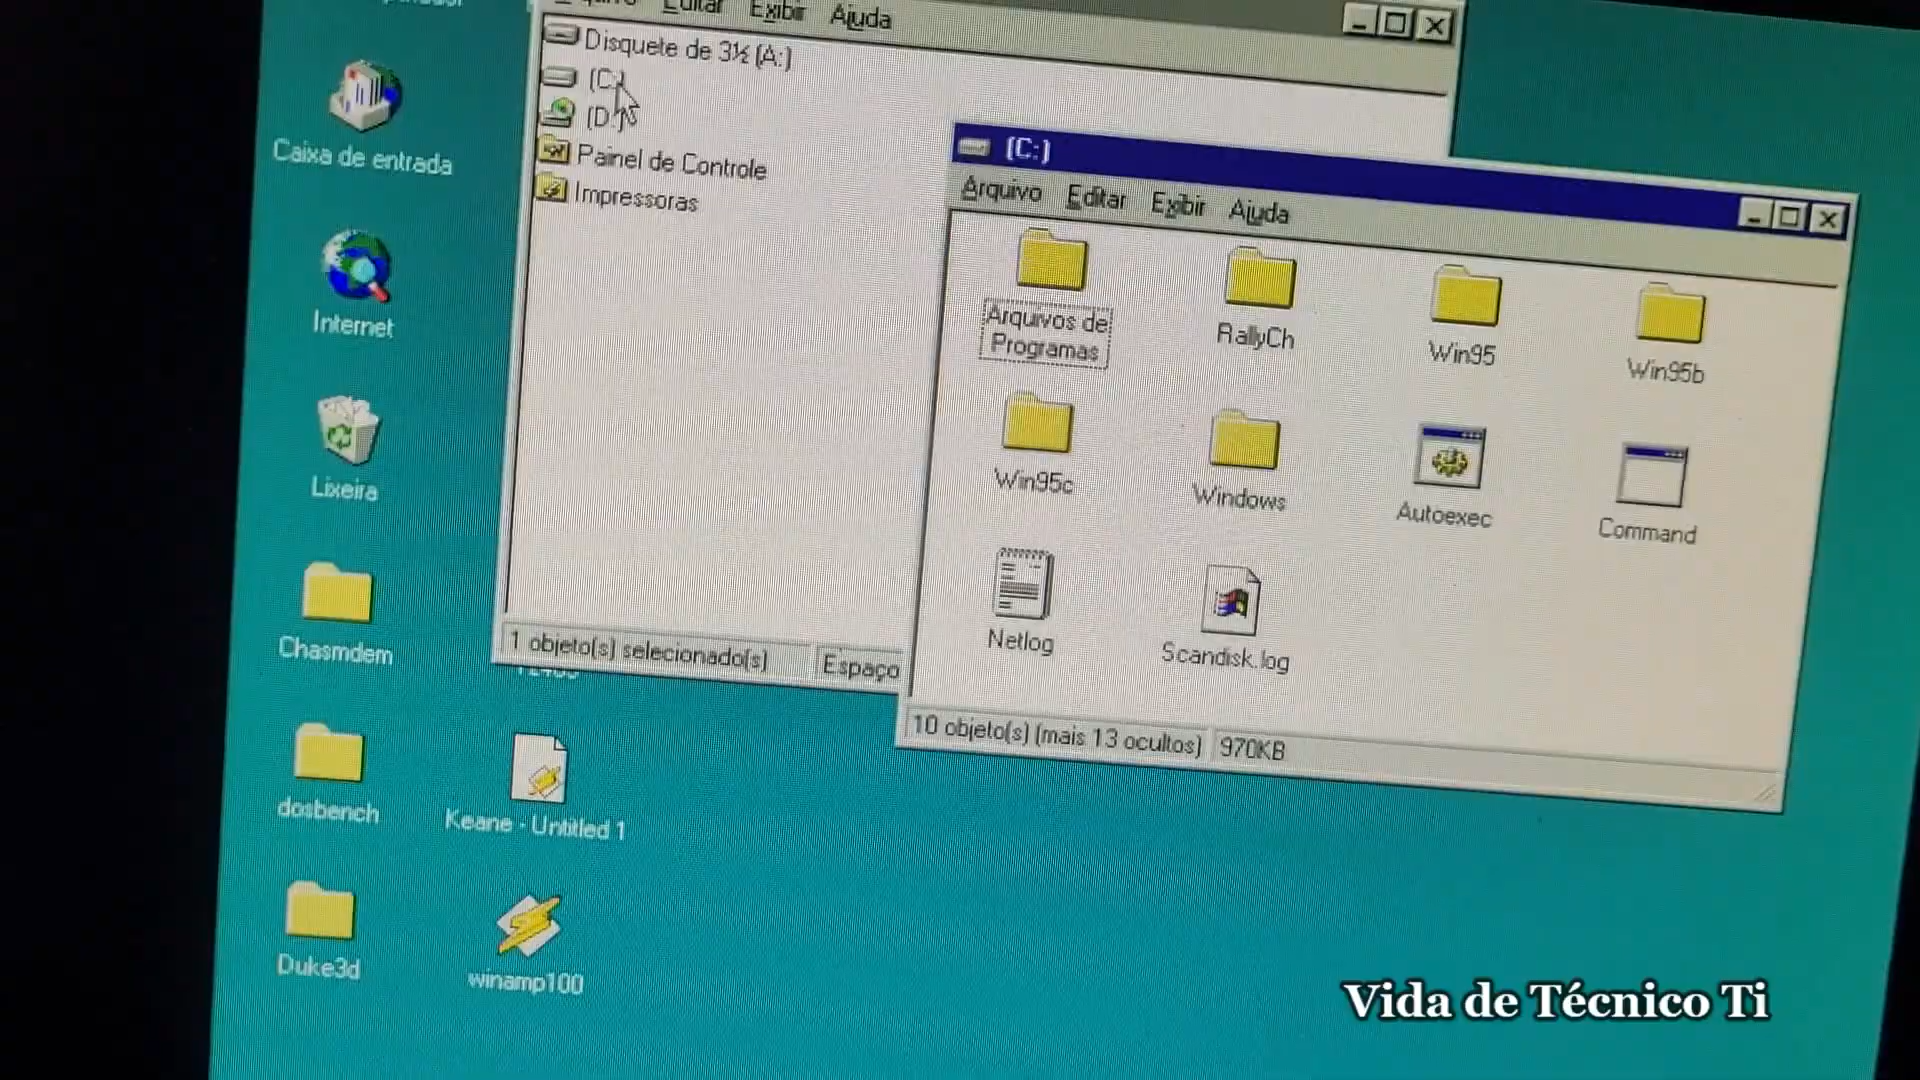 Editar Exibir Ajuda
Disquete de 3½ (A:)
(C:)
(D:)
Painel de Controle
Impressoras
1 objeto(s) selecionado(s)
Espaço
Caixa de entrada
Internet
Lixeira
Chasmdem
dosbench
Duke3d
Keane - Untitled 1
winamp100
(C:)
Arquivo Editar Exibir Ajuda
Arquivos de
Programas
RallyCh
Win95
Win95b
Win95c
Windows
Autoexec
Command
Netlog
Scandisk.log
10 objeto(s) (mais 13 ocultos)
970KB
Vida de Técnico Ti